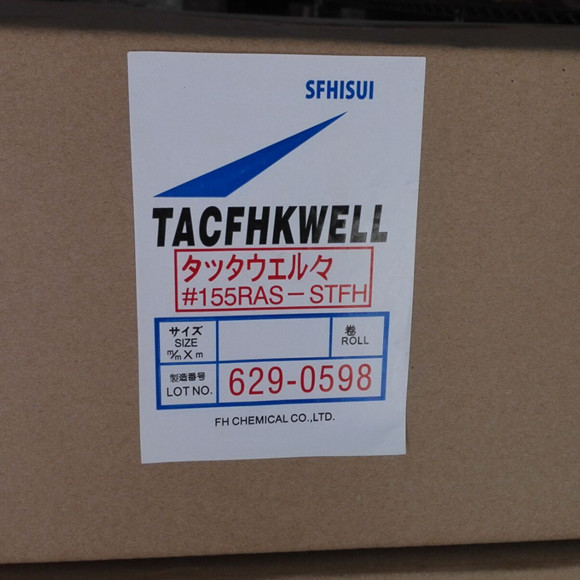 SFHISUI
TACFHKWELL
タッタウエル々
#155RAS-STFH
サイズ
SIZE
m/m X m
巻
ROLL
製造番号
LOT NO.
629-0598
FH CHEMICAL CO.,LTD.